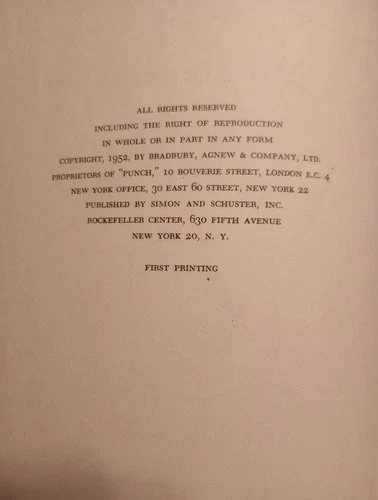 ALL RIGHTS RESERVED
INCLUDING THE RIGHT OF REPRODUCTION
IN WHOLE OR IN PART IN ANY FORM
COPYRIGHT, 1952, BY BRADBURY, AGNEW & COMPANY, LTD.
PROPRIETORS OF "PUNCH," 10 BOUVERIE STREET, LONDON E.C. 4
NEW YORK OFFICE, 30 EAST 60 STREET, NEW YORK 22
PUBLISHED BY SIMON AND SCHUSTER, INC.
ROCKEFELLER CENTER, 630 FIFTH AVENUE
NEW YORK 20, N. Y.
FIRST PRINTING